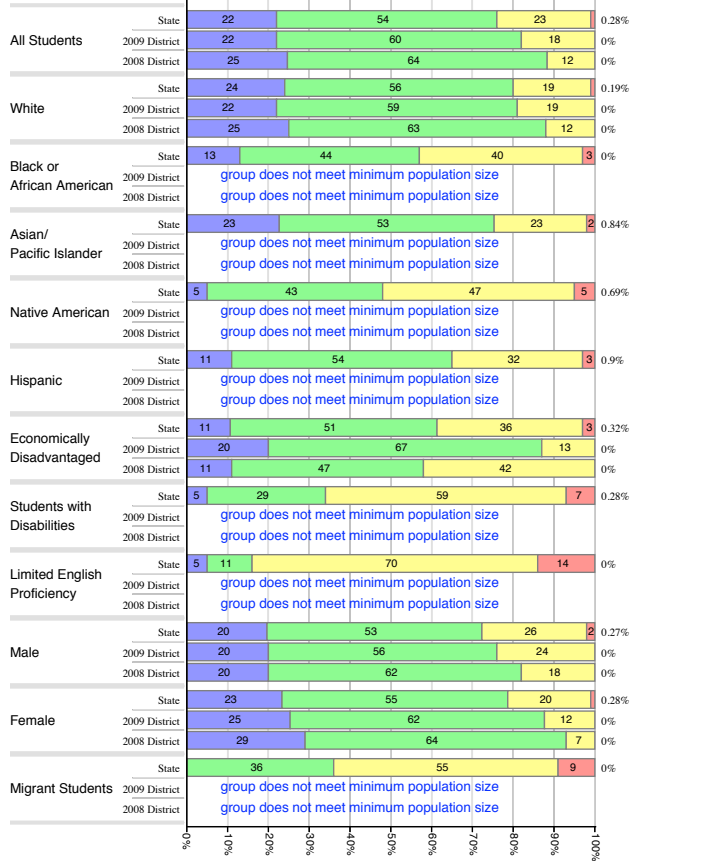 State 22 54 23 0.28%
All Students 2009 District 22 60 18 0%
2008 District 25 64 12 0%
State 24 56 19 0.19%
White 2009 District 22 59 19 0%
2008 District 25 63 12 0%
State 13 44 40 3 0%
Black or African American 2009 District group does not meet minimum population size
2008 District group does not meet minimum population size
State 23 53 23 2 0.84%
Asian/ Pacific Islander 2009 District group does not meet minimum population size
2008 District group does not meet minimum population size
State 5 43 47 5 0.69%
Native American 2009 District group does not meet minimum population size
2008 District group does not meet minimum population size
State 11 54 32 3 0.9%
Hispanic 2009 District group does not meet minimum population size
2008 District group does not meet minimum population size
State 11 51 36 3 0.32%
Economically Disadvantaged 2009 District 20 67 13 0%
2008 District 11 47 42 0%
State 5 29 59 7 0.28%
Students with Disabilities 2009 District group does not meet minimum population size
2008 District group does not meet minimum population size
State 5 11 70 14 0%
Limited English Proficiency 2009 District group does not meet minimum population size
2008 District group does not meet minimum population size
State 20 53 26 2 0.27%
Male 2009 District 20 56 24 0%
2008 District 20 62 18 0%
State 23 55 20 0.28%
Female 2009 District 25 62 12 0%
2008 District 29 64 7 0%
State 36 55 9 0%
Migrant Students 2009 District group does not meet minimum population size
2008 District group does not meet minimum population size
0% 10% 20% 30% 40% 50% 60% 70% 80% 90% 100%